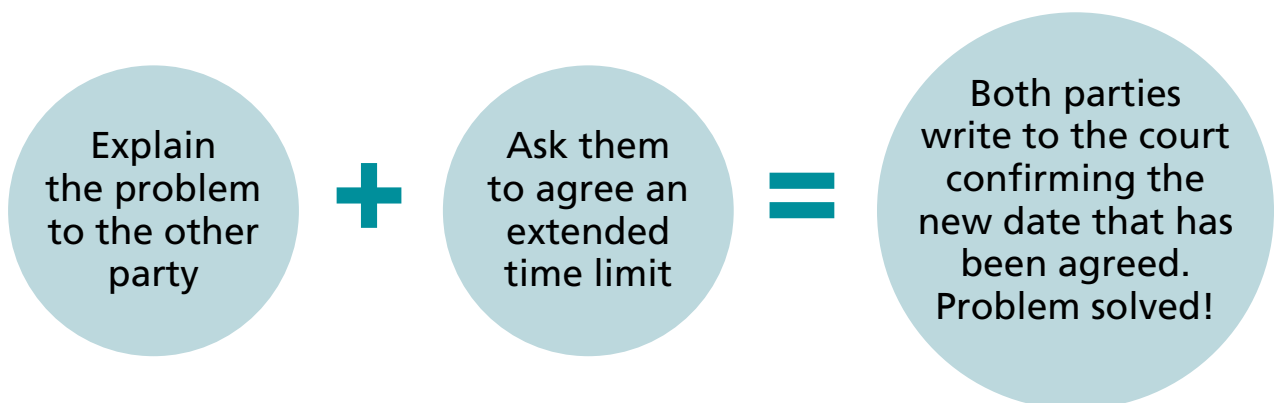 Explain
the problem
to the other
party
+
Ask them
to agree an
extended
time limit
=
Both parties
write to the court
confirming the
new date that has
been agreed.
Problem solved!